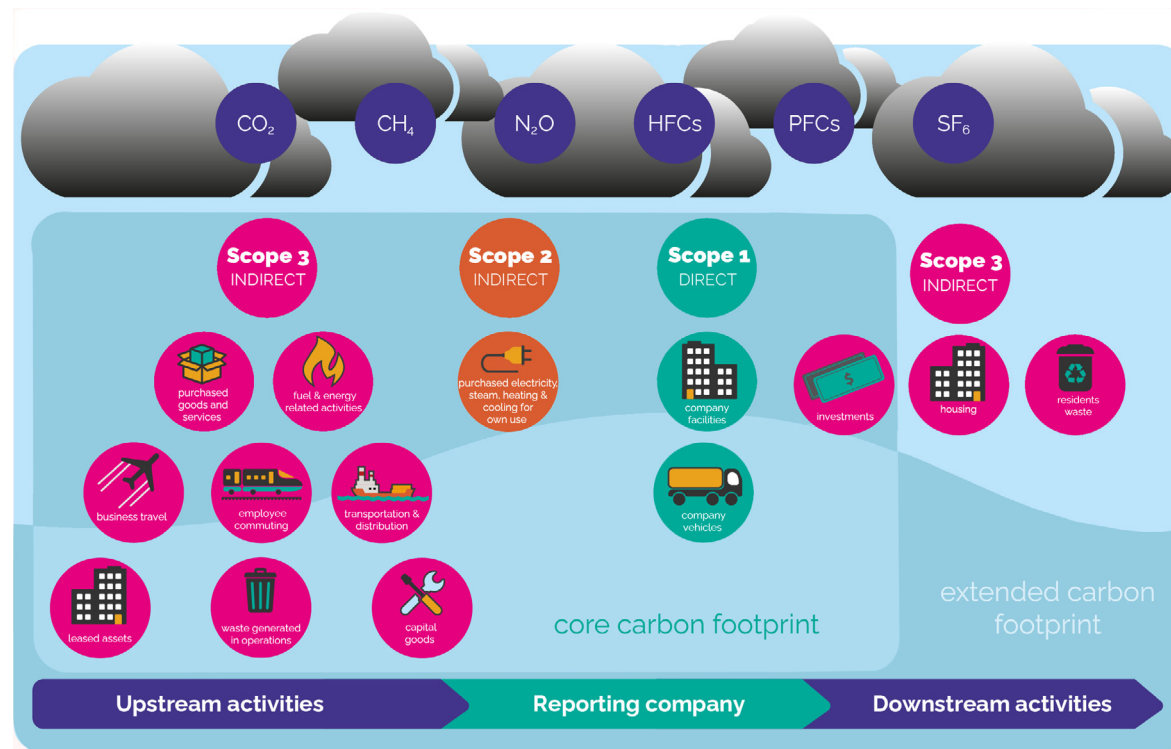 CO₂
CH₄
N₂O
HFCs
PFCs
SF₆
Scope 3
INDIRECT
Scope 2
INDIRECT
Scope 1
DIRECT
Scope 3
INDIRECT
purchased
goods and
services
fuel & energy
related activities
purchased electricity,
steam, heating &
cooling for
own use
company
facilities
$
investments
housing
residents
waste
business travel
employee
commuting
transportation &
distribution
company
vehicles
leased assets
waste generated
in operations
capital
goods
core carbon footprint
extended carbon
footprint
Upstream activities
Reporting company
Downstream activities